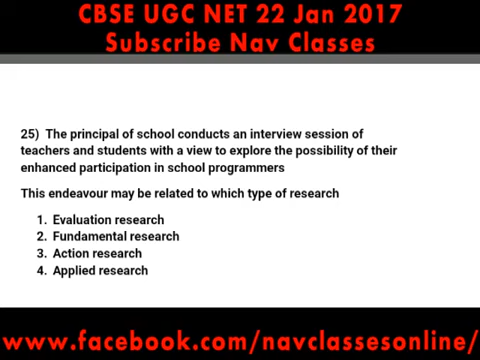 CBSE UGC NET 22 Jan 2017
Subscribe Nav Classes
25) The principal of school conducts an interview session of
teachers and students with a view to explore the possibility of their
enhanced participation in school programmers
This endeavour may be related to which type of research
1. Evaluation research
2. Fundamental research
3. Action research
4. Applied research
www.facebook.com/navclassesonline/